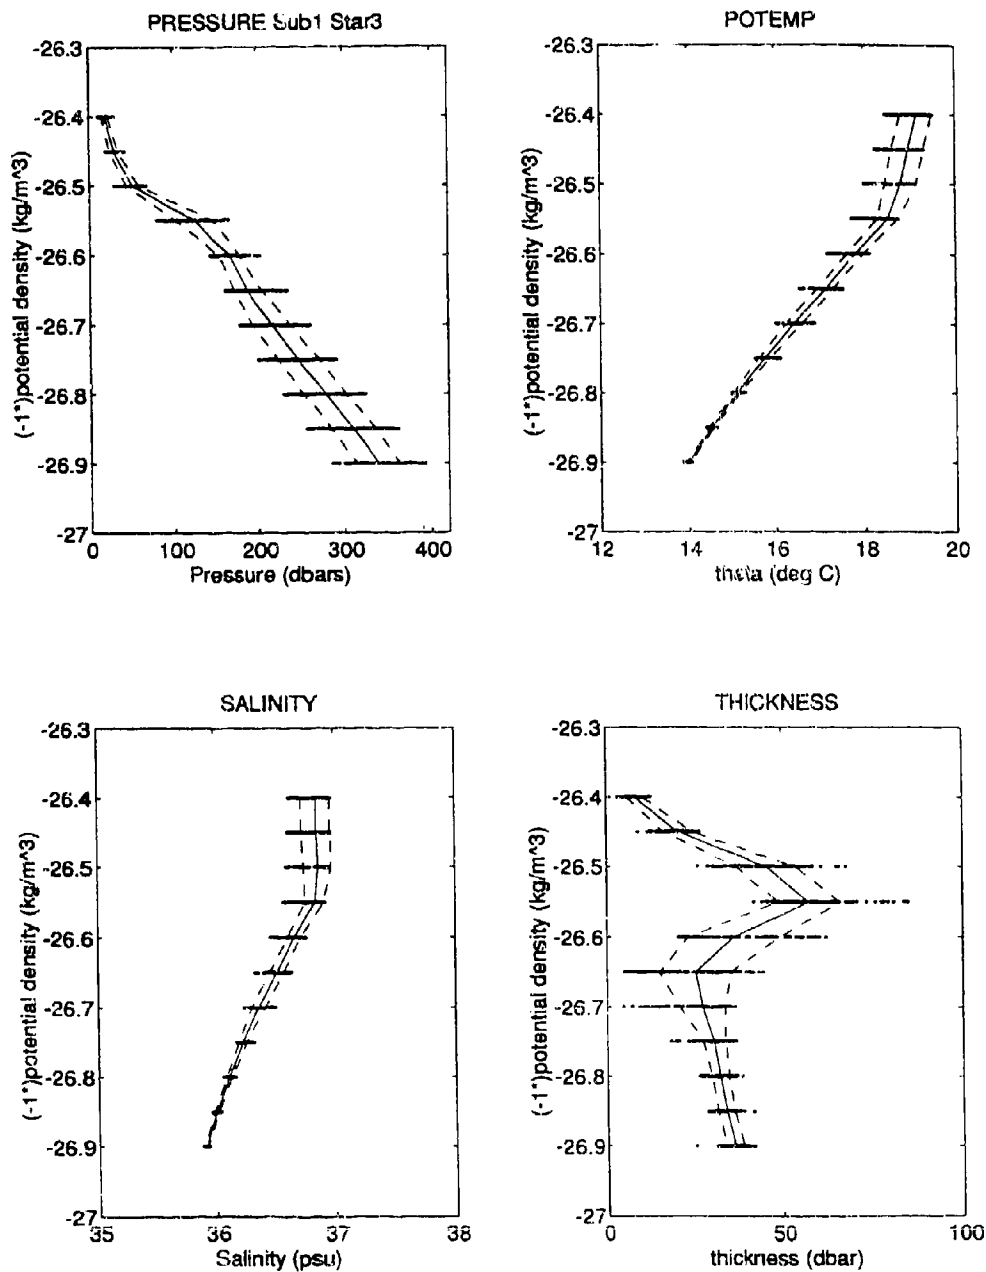 PRESSURE Sub1 Star3
-26.3
-26.4
-26.5
-26.6
-26.7
-26.8
-26.9
-27
(-1*)potential density (kg/m^3)
0 100 200 300 400
Pressure (dbars)
POTEMP
-26.3
-26.4
-26.5
-26.6
-26.7
-26.8
-26.9
-27
(-1*)potential density (kg/m^3)
12 14 16 18 20
theta (deg C)
SALINITY
-26.3
-26.4
-26.5
-26.6
-26.7
-26.8
-26.9
-27
(-1*)potential density (kg/m^3)
35 36 37 38
Salinity (psu)
THICKNESS
-26.3
-26.4
-26.5
-26.6
-26.7
-26.8
-26.9
-27
(-1*)potential density (kg/m^3)
0 50 100
thickness (dbar)